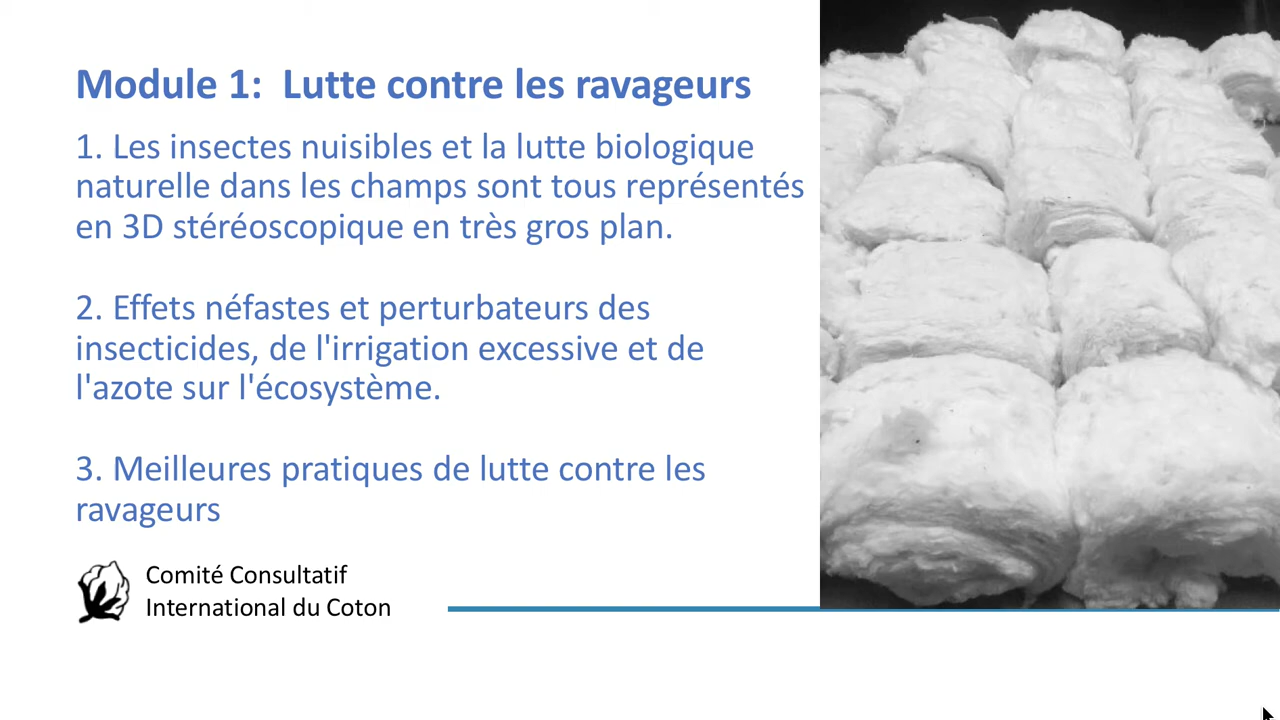 Module 1:  Lutte contre les ravageurs
1. Les insectes nuisibles et la lutte biologique
naturelle dans les champs sont tous représentés
en 3D stéréoscopique en très gros plan.
2. Effets néfastes et perturbateurs des
insecticides, de l'irrigation excessive et de
l'azote sur l'écosystème.
3. Meilleures pratiques de lutte contre les
ravageurs
Comité Consultatif
International du Coton